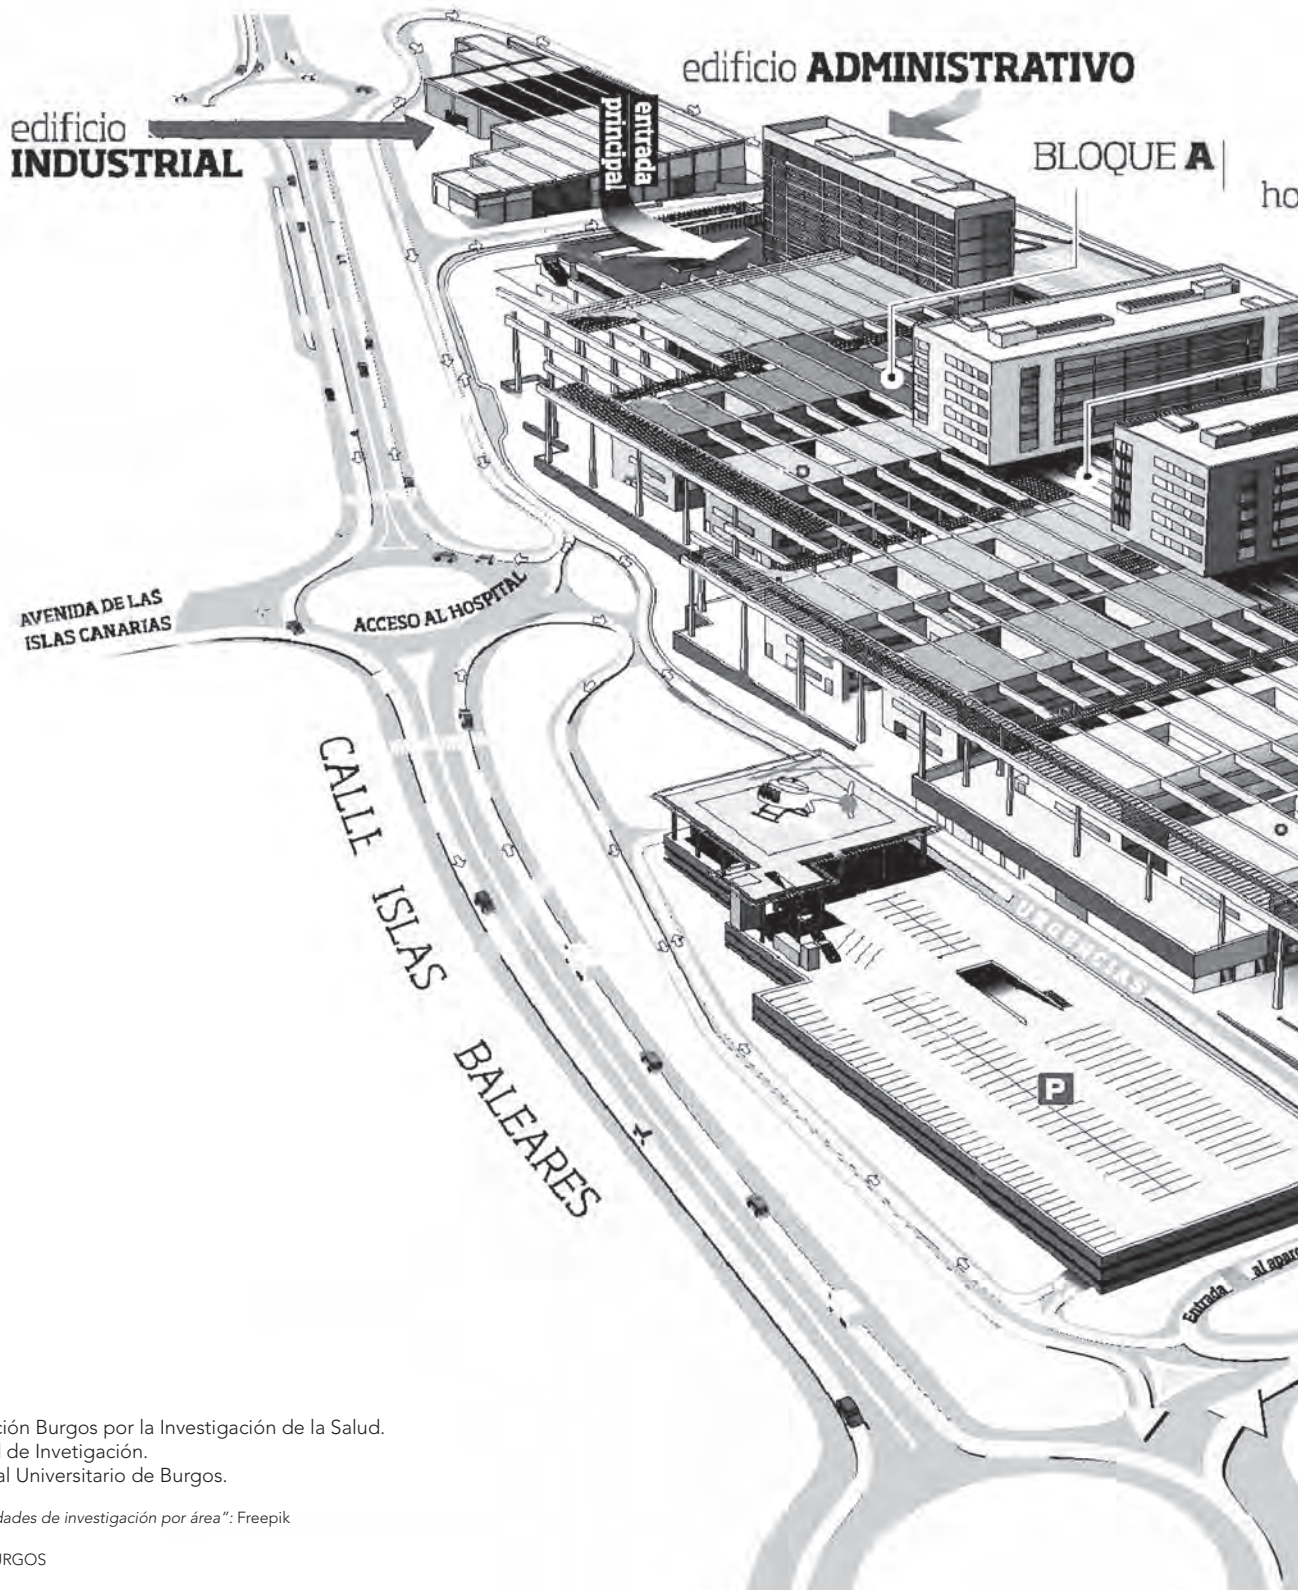 edificio ADMINISTRATIVO
edificio
INDUSTRIAL
entrada
principal
BLOQUE A
ho
AVENIDA DE LAS
ISLAS CANARIAS
ACCESO AL HOSPITAL
CALLE ISLAS BALEARES
URGENCIAS
P
Entrada al aparc
ción Burgos por la Investigación de la Salud.
d de Invetigación.
al Universitario de Burgos.
dades de investigación por área”: Freepik
URGOS